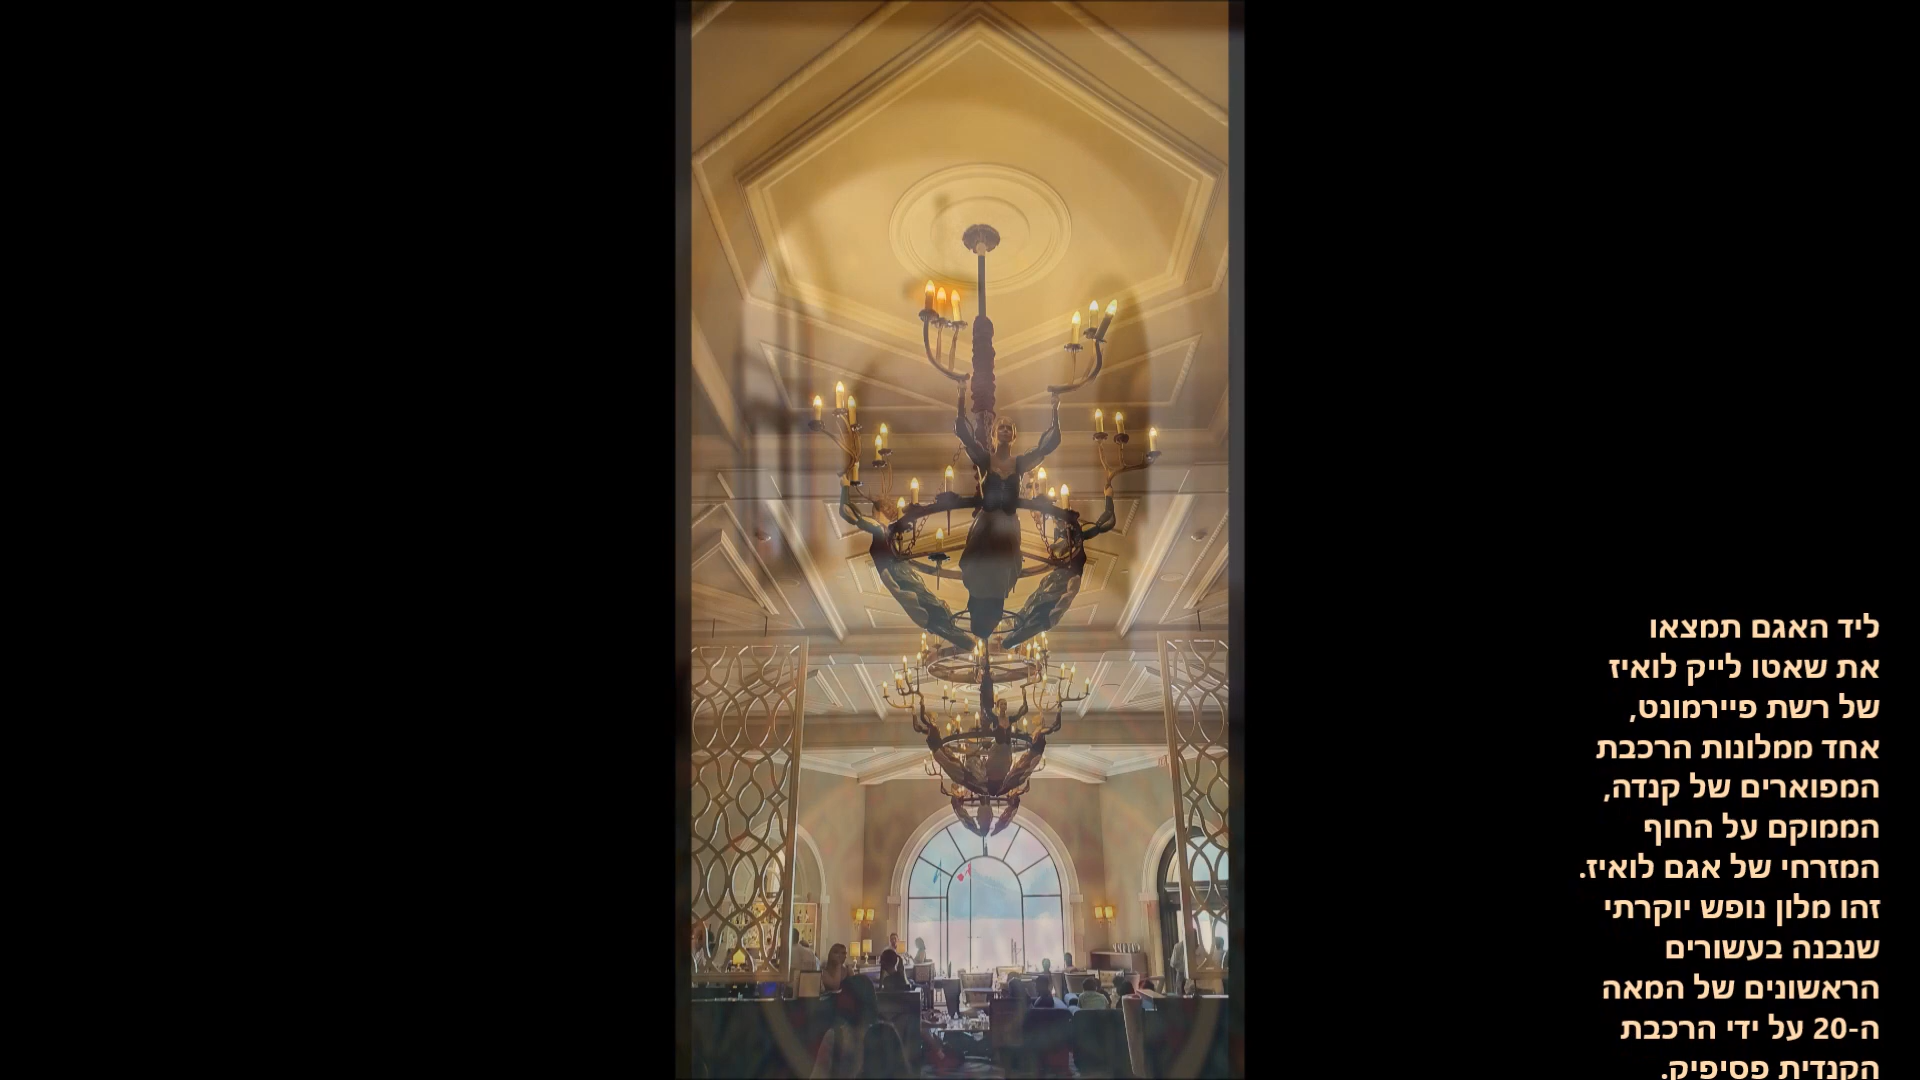 ליד האגם תמצאו
את שאטו לייק לואיז
של רשת פיירמונט,
אחד ממלונות הרכבת
המפוארים של קנדה,
הממוקם על החוף
המזרחי של אגם לואיז.
זהו מלון נופש יוקרתי
שנבנה בעשורים
הראשונים של המאה
ה-20 על ידי הרכבת
הקנדית פסיפיק.